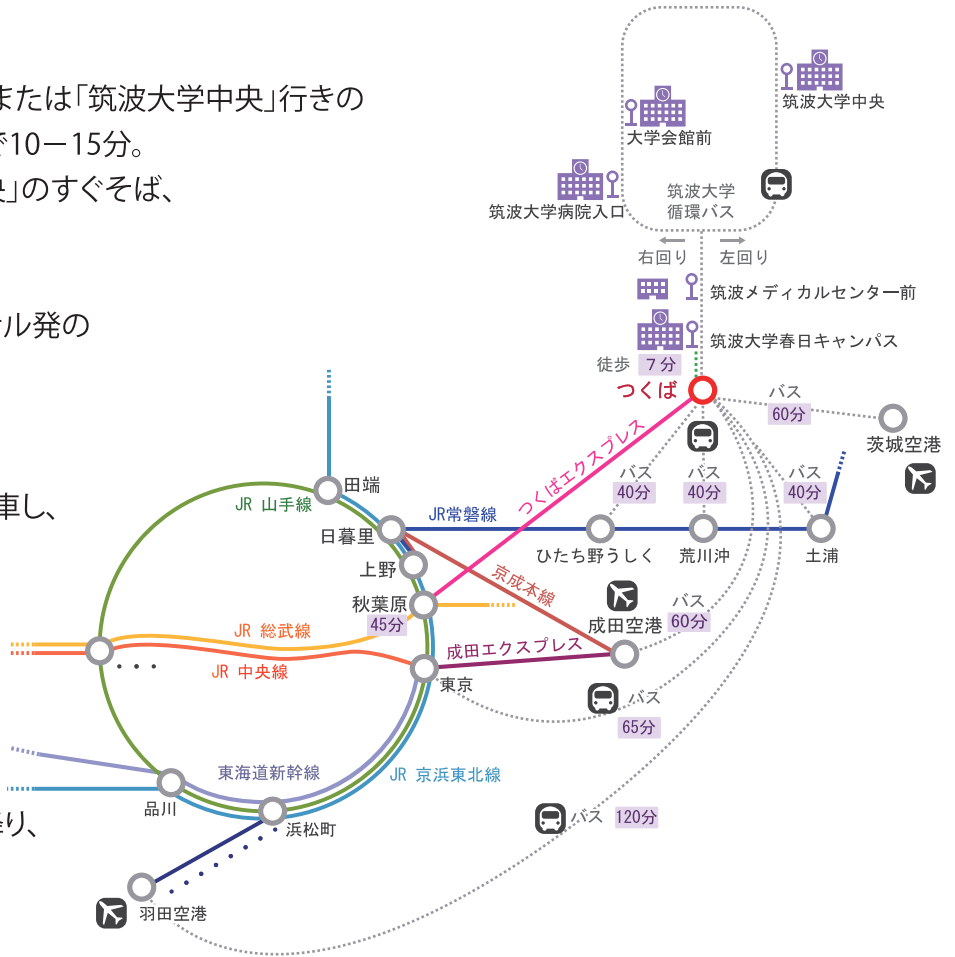 または「筑波大学中央」行きの
で10－15分。
央」のすぐそば、
ナル発の
車し、
降り、
筑波大学中央
大学会館前
筑波大学病院入口
筑波大学
循環バス
右回り
左回り
筑波メディカルセンター前
筑波大学春日キャンパス
徒歩 7分
つくば
バス
60分
茨城空港
バス
40分
バス
40分
バス
40分
つくばエクスプレス
田端
JR 山手線
日暮里
JR常磐線
ひたち野うしく
荒川沖
土浦
上野
京成本線
秋葉原
45分
成田空港
バス
60分
JR 総武線
成田エクスプレス
JR 中央線
東京
バス
65分
東海道新幹線
JR 京浜東北線
品川
浜松町
バス 120分
羽田空港